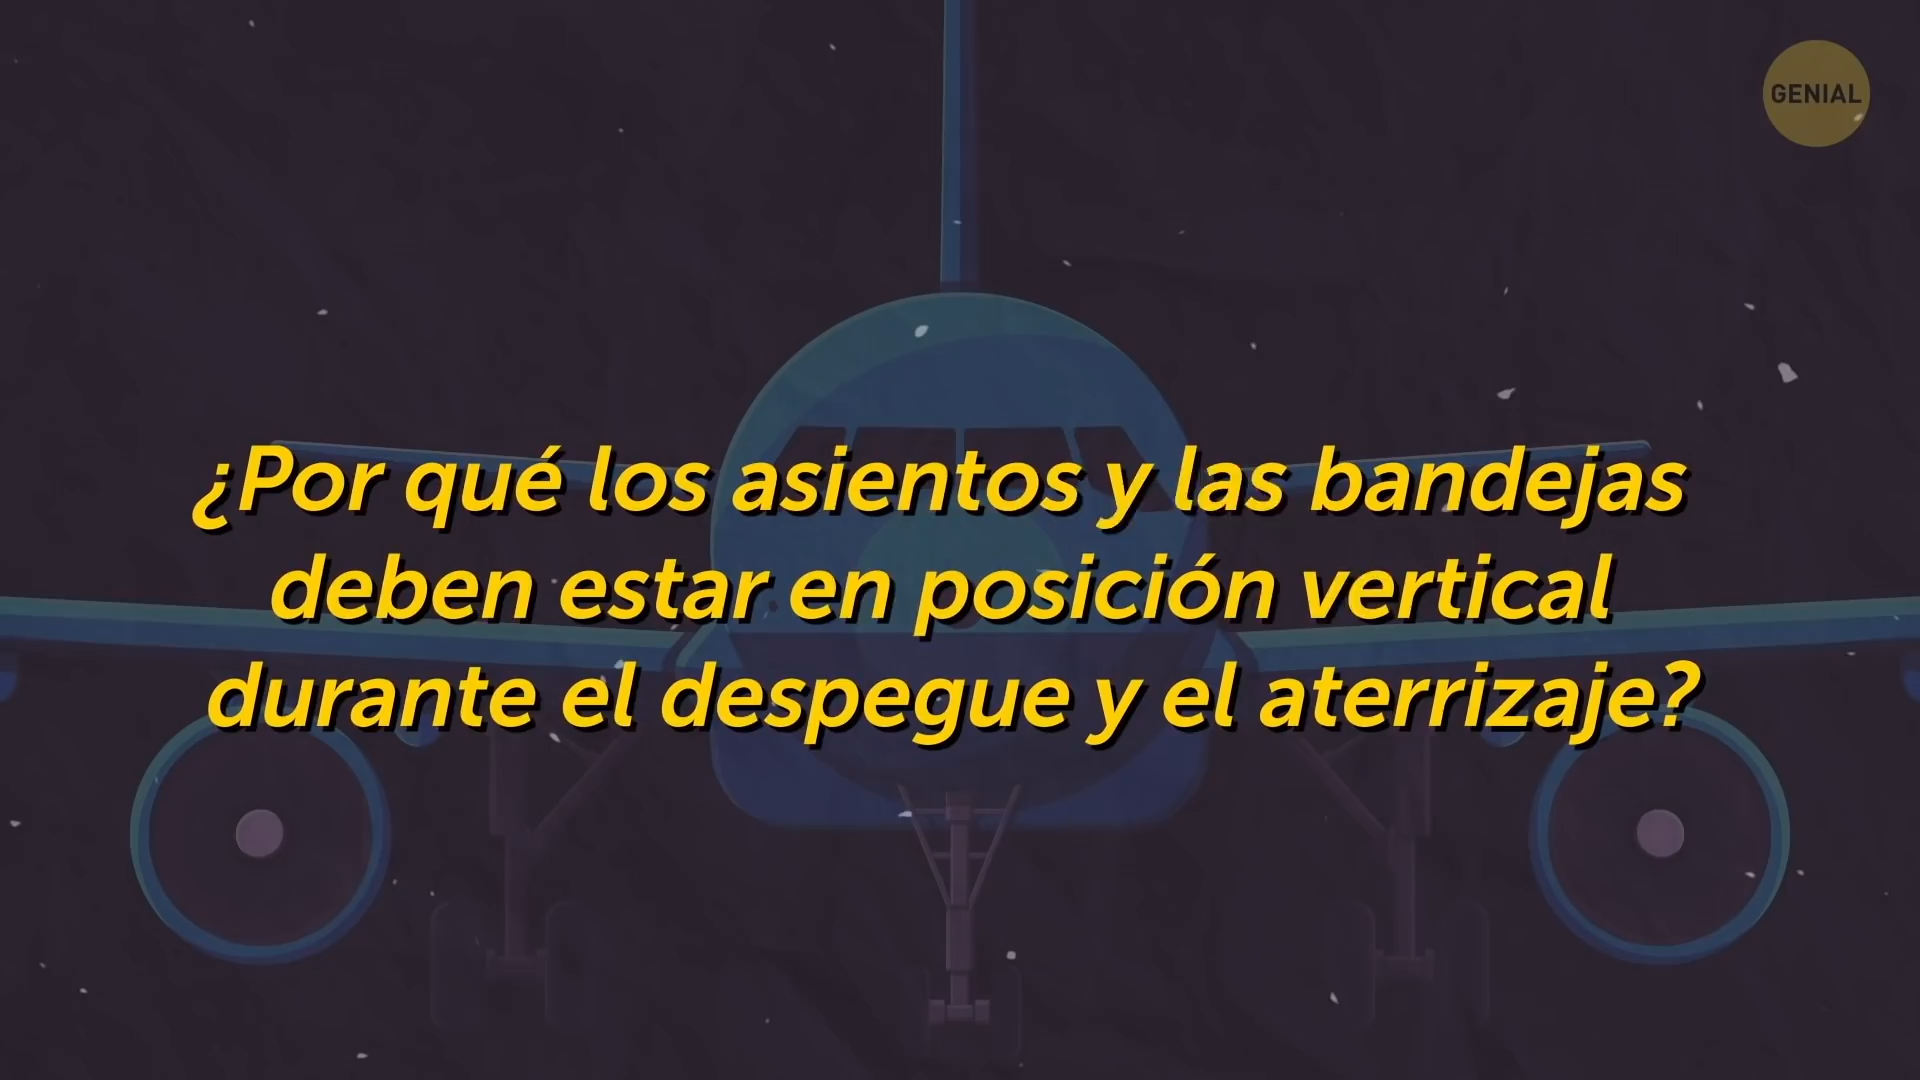 GENIAL
¿Por qué los asientos y las bandejas
deben estar en posición vertical
durante el despegue y el aterrizaje?